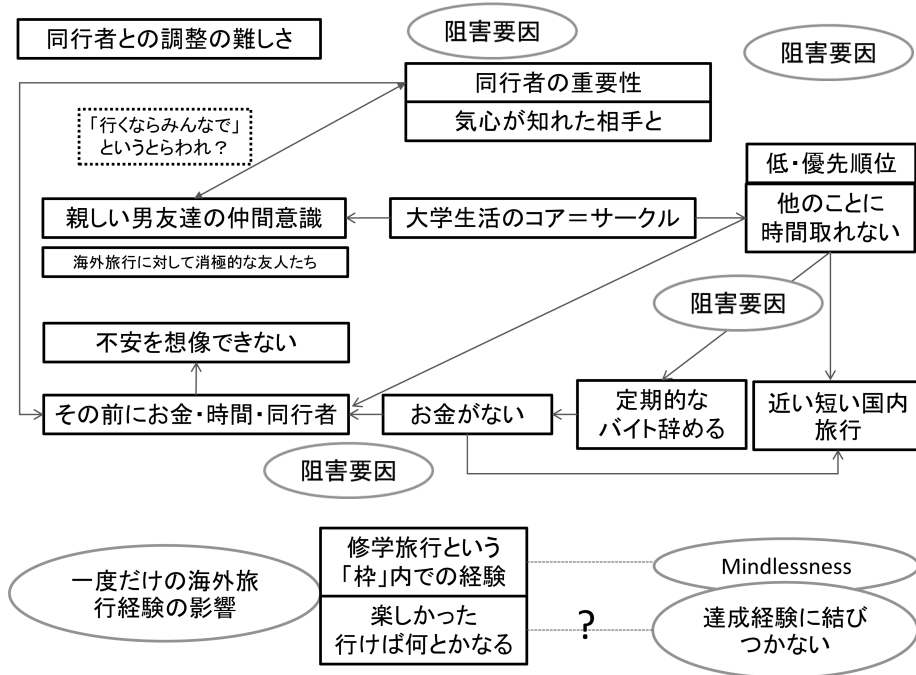 阻害要因
同行者との調整の難しさ
阻害要因
同行者の重要性
気心が知れた相手と
「行くならみんなで」
というとらわれ？
低・優先順位
他のことに
時間取れない
親しい男友達の仲間意識
大学生活のコア＝サークル
海外旅行に対して消極的な友人たち
阻害要因
不安を想像できない
その前にお金・時間・同行者
お金がない
定期的な
バイト辞める
近い短い国内
旅行
阻害要因
一度だけの海外旅
行経験の影響
修学旅行という
「枠」内での経験
楽しかった
行けば何とかなる
?
Mindlessness
達成経験に結び
つかない